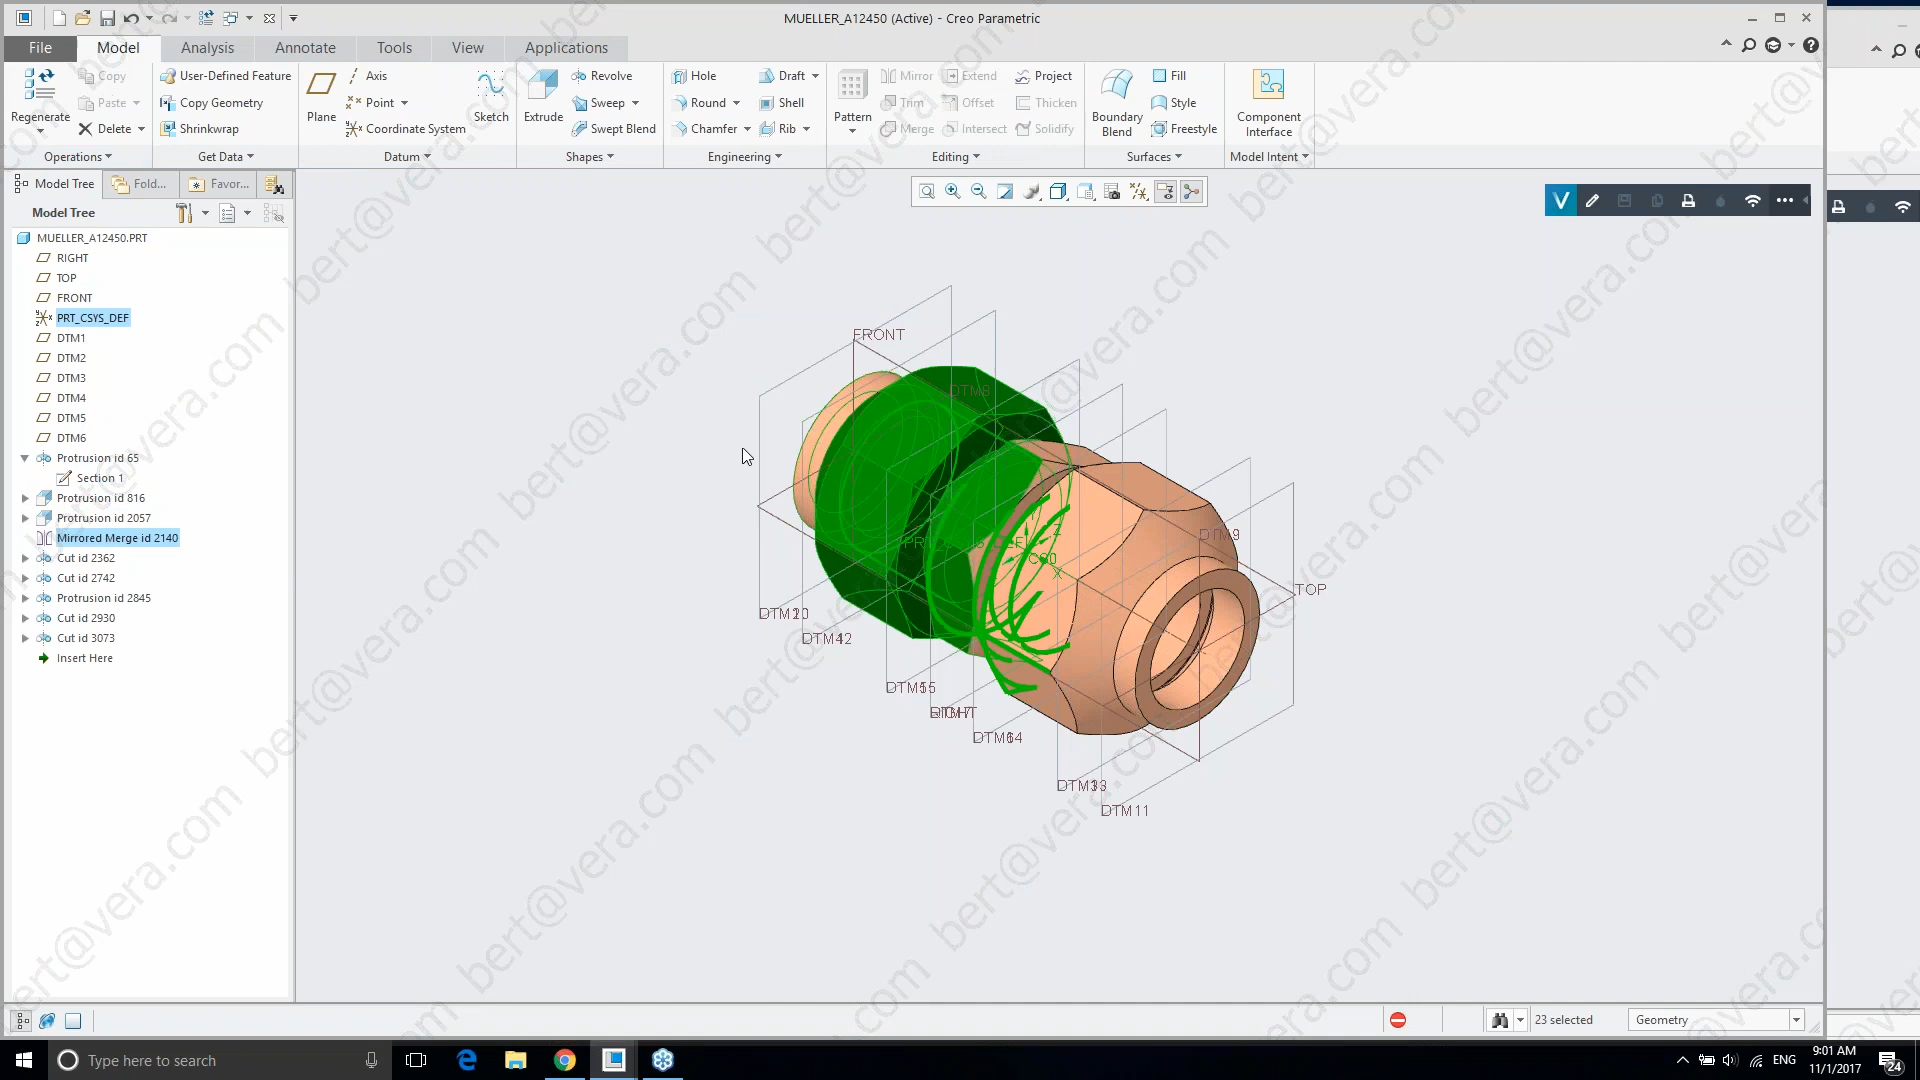 MUELLER_A12450 (Active) - Creo Parametric
File Model Analysis Annotate Tools View Applications
Regenerate
Copy
Paste
Delete
User-Defined Feature
Copy Geometry
Shrinkwrap
Plane
Axis
Point
Coordinate System
Sketch
Extrude
Revolve
Sweep
Swept Blend
Hole
Round
Chamfer
Draft
Shell
Rib
Pattern
Mirror
Trim
Merge
Extend
Offset
Intersect
Project
Thicken
Solidify
Boundary
Blend
Fill
Style
Freestyle
Component
Interface
Operations Get Data Datum Shapes Engineering Editing Surfaces Model Intent
Model Tree Fold... Favor...
Model Tree
MUELLER_A12450.PRT
RIGHT
TOP
FRONT
PRT_CSYS_DEF
DTM1
DTM2
DTM3
DTM4
DTM5
DTM6
Protrusion id 65
Section 1
Protrusion id 816
Protrusion id 2057
Mirrored Merge id 2140
Cut id 2362
Cut id 2742
Protrusion id 2845
Cut id 2930
Cut id 3073
Insert Here
FRONT
DTM8
DTM9
TOP
DTM11
V
bert@vera.com
23 selected
Geometry
Type here to search
ENG
9:01 AM
11/1/2017
24